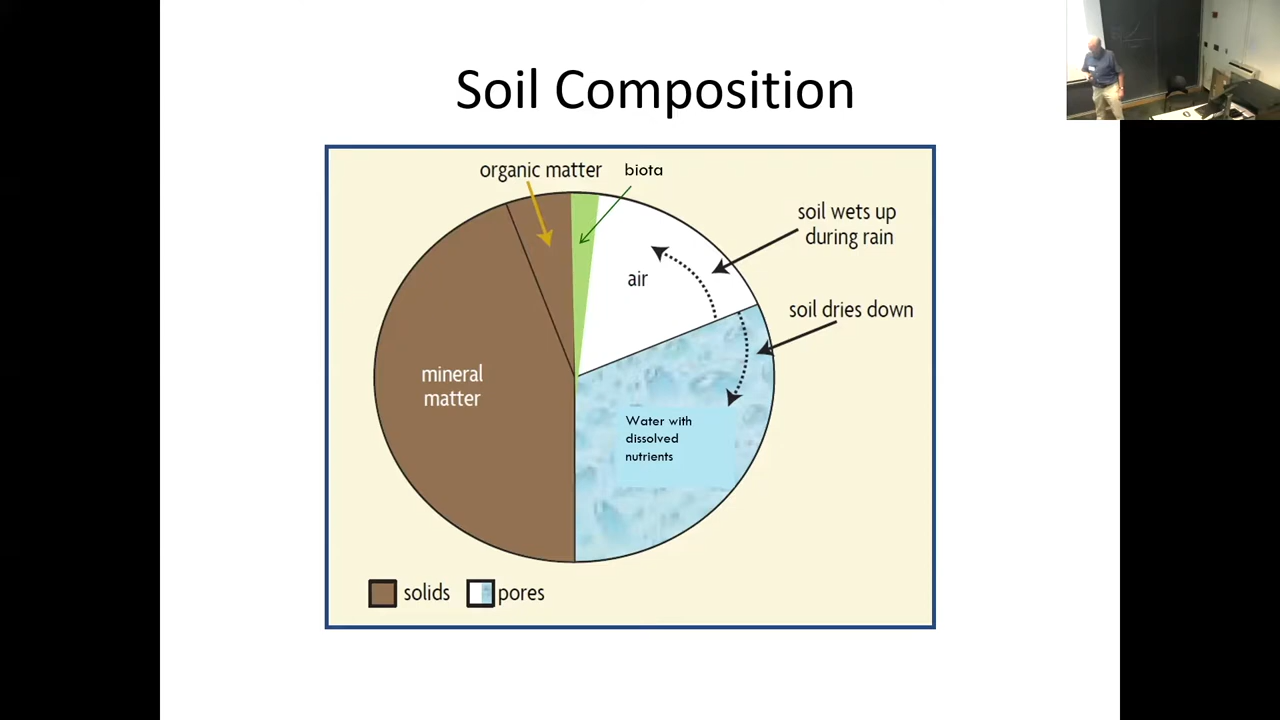 Soil Composition
organic matter
biota
soil wets up
during rain
air
soil dries down
mineral
matter
Water with
dissolved
nutrients
solids
pores